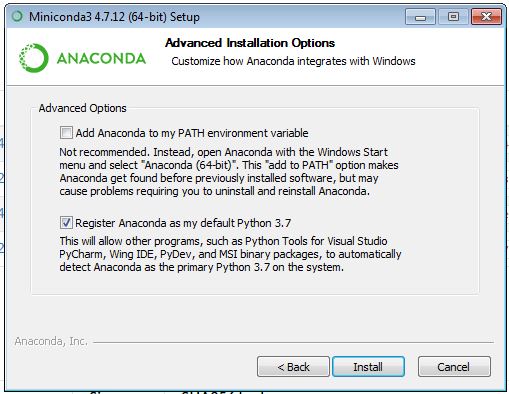 Miniconda3 4.7.12 (64-bit) Setup
ANACONDA
Advanced Installation Options
Customize how Anaconda integrates with Windows
Advanced Options
Add Anaconda to my PATH environment variable
Not recommended. Instead, open Anaconda with the Windows Start
menu and select "Anaconda (64-bit)". This "add to PATH" option makes
Anaconda get found before previously installed software, but may
cause problems requiring you to uninstall and reinstall Anaconda.
Register Anaconda as my default Python 3.7
This will allow other programs, such as Python Tools for Visual Studio
PyCharm, Wing IDE, PyDev, and MSI binary packages, to automatically
detect Anaconda as the primary Python 3.7 on the system.
Anaconda, Inc.
< Back
Install
Cancel